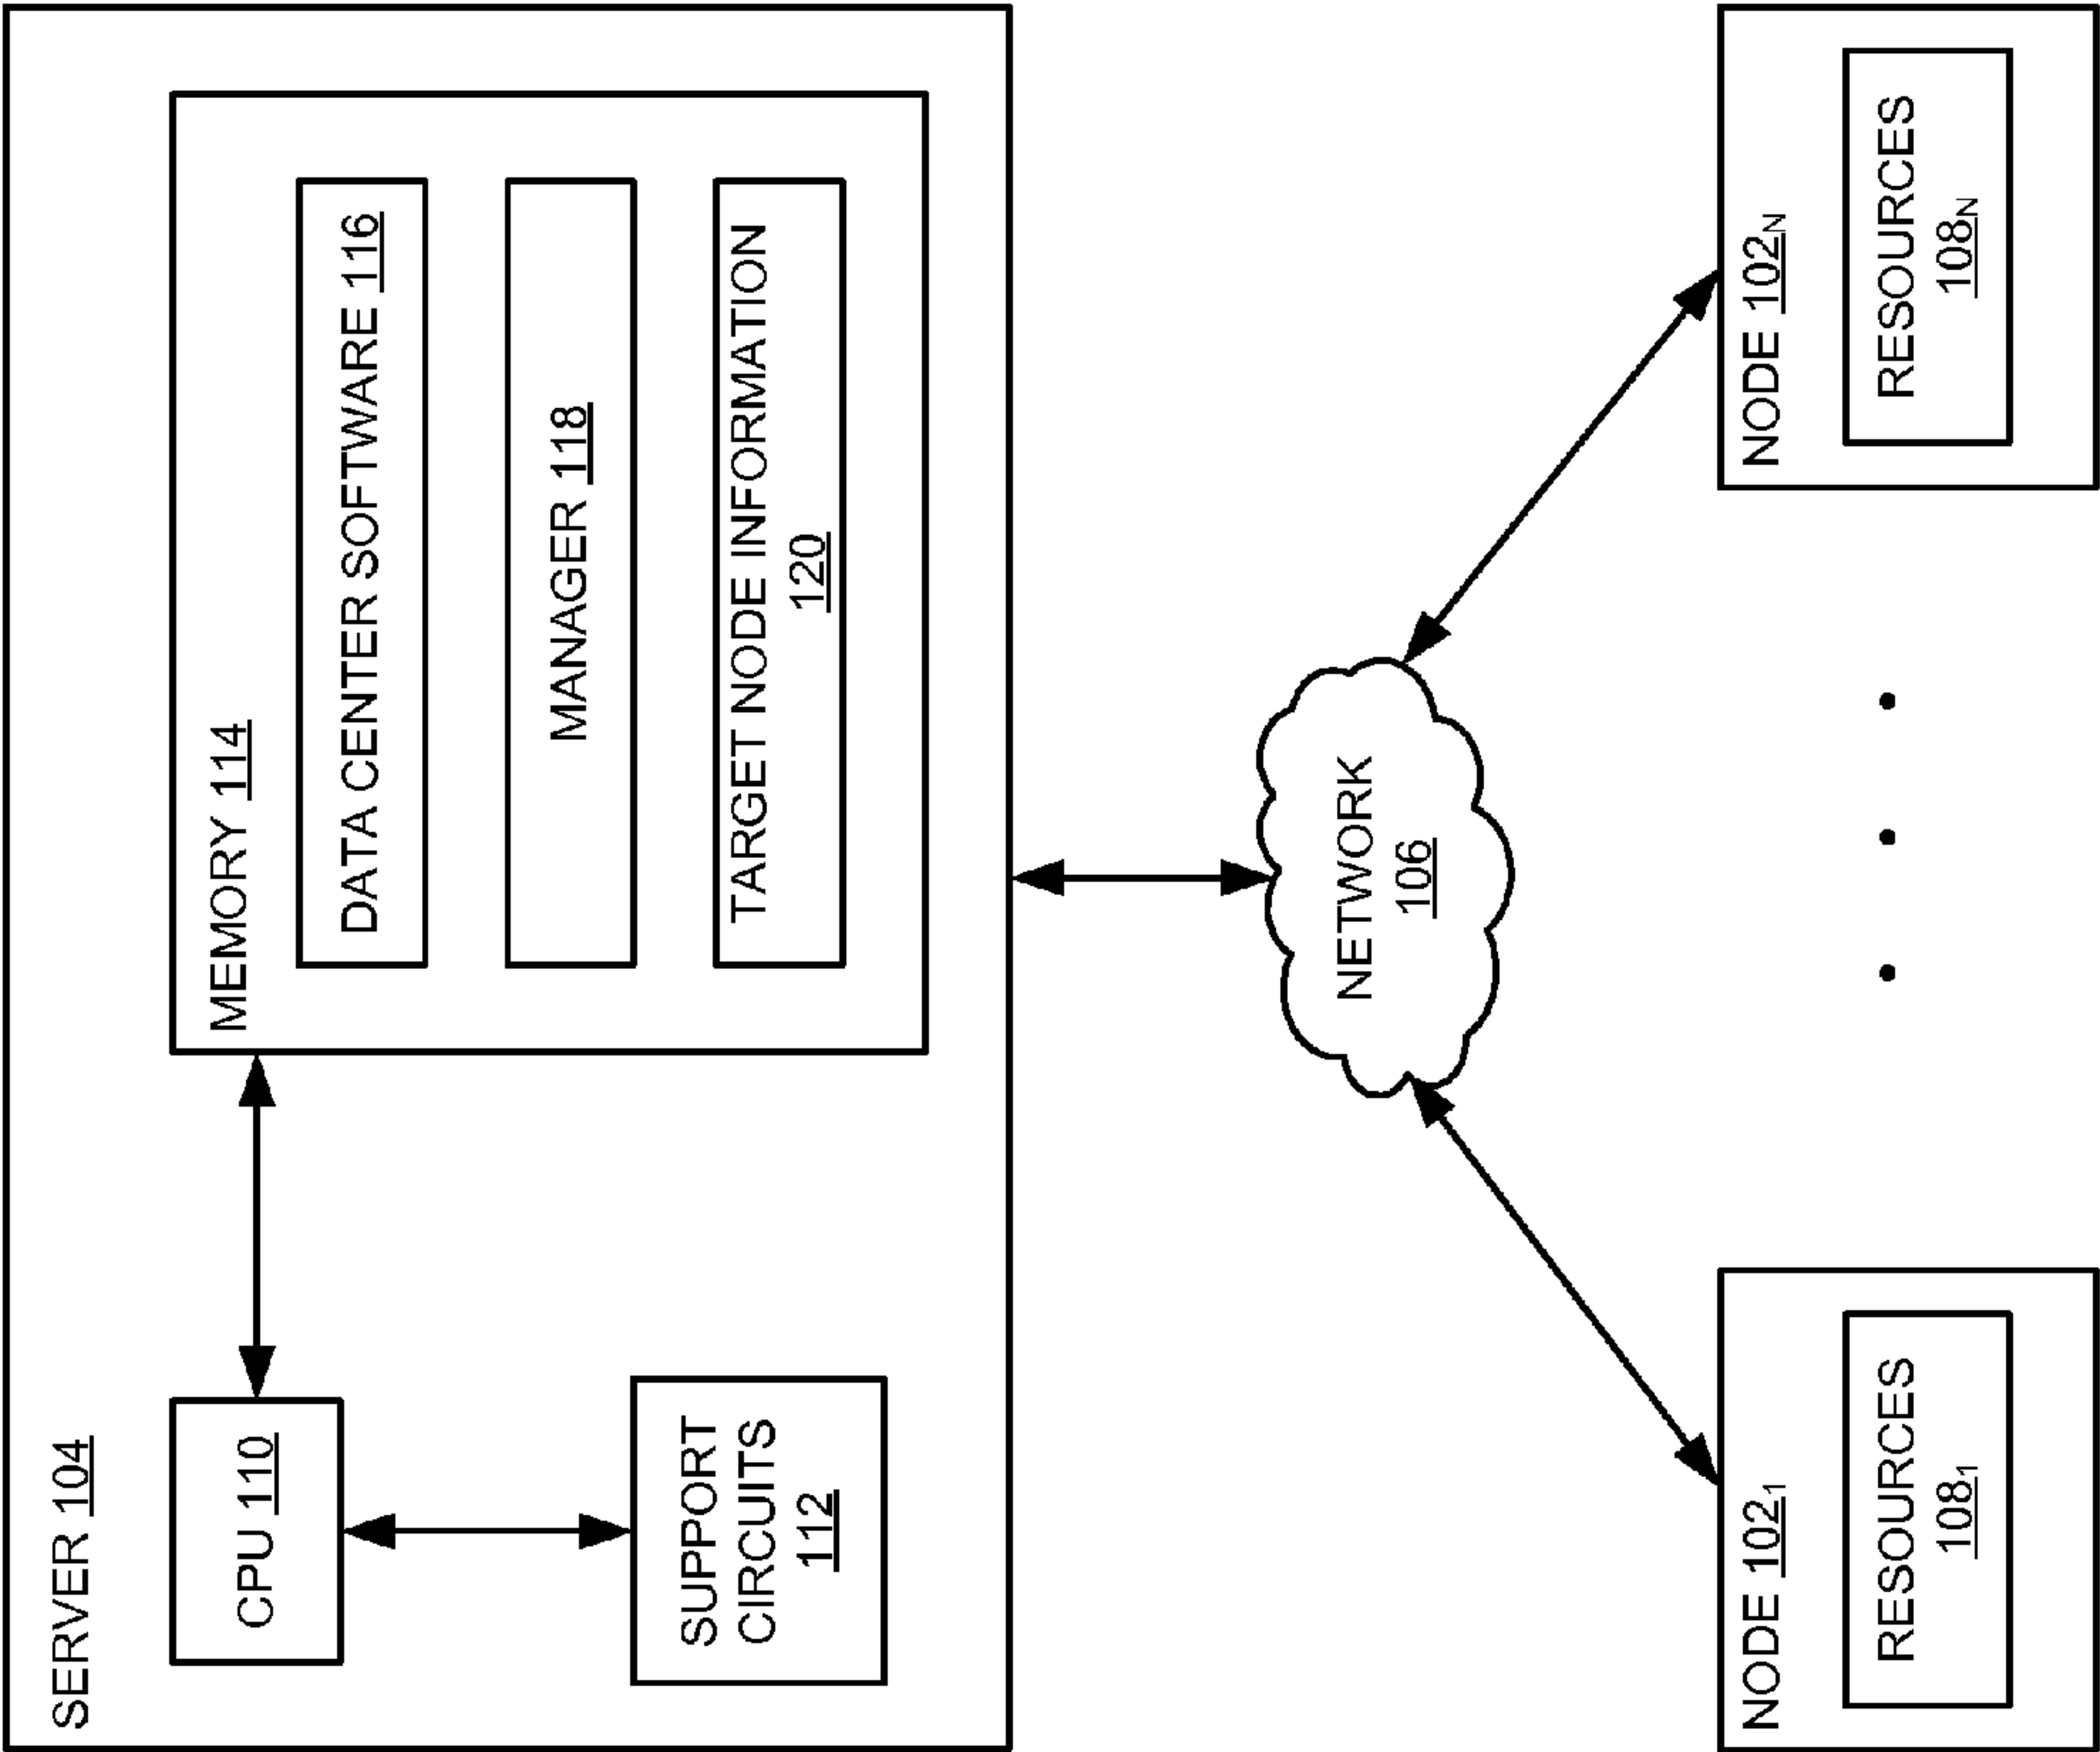 SERVER 104
CPU 110
SUPPORT
CIRCUITS
112
MEMORY 114
DATA CENTER SOFTWARE 116
MANAGER 118
TARGET NODE INFORMATION
120
NETWORK
106
NODE 102₁
RESOURCES
108₁
NODE 102N
RESOURCES
108N